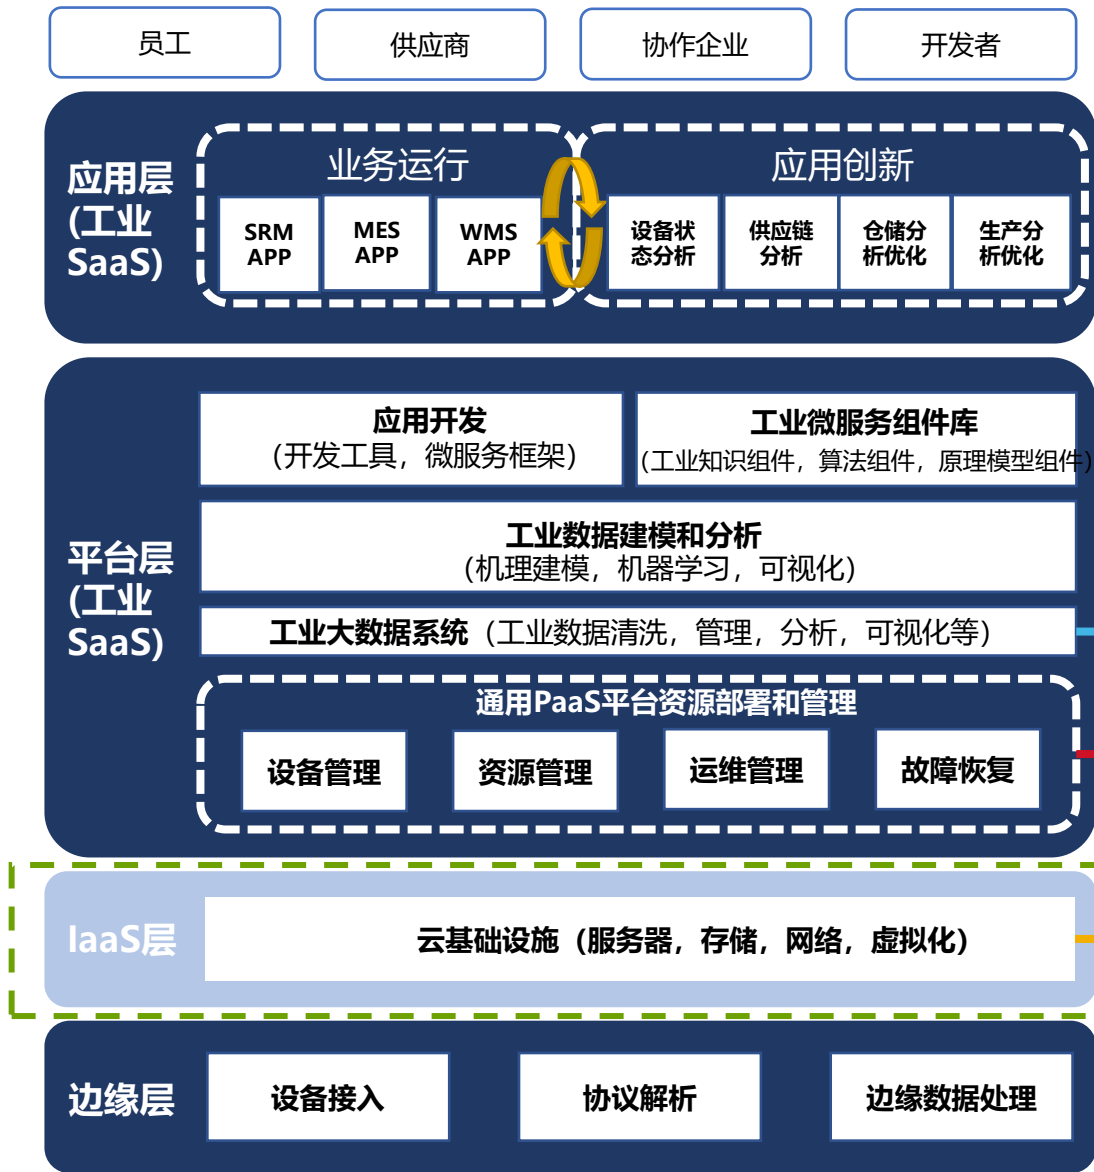 员工
供应商
协作企业
开发者
应用层
(工业
SaaS)
业务运行
应用创新
SRM
APP
MES
APP
WMS
APP
设备状
态分析
供应链
分析
仓储分
析优化
生产分
析优化
平台层
(工业
SaaS)
应用开发
（开发工具，微服务框架）
工业微服务组件库
（工业知识组件，算法组件，原理模型组件）
工业数据建模和分析
（机理建模，机器学习，可视化）
工业大数据系统（工业数据清洗，管理，分析，可视化等）
通用PaaS平台资源部署和管理
设备管理
资源管理
运维管理
故障恢复
IaaS层
云基础设施（服务器，存储，网络，虚拟化）
边缘层
设备接入
协议解析
边缘数据处理